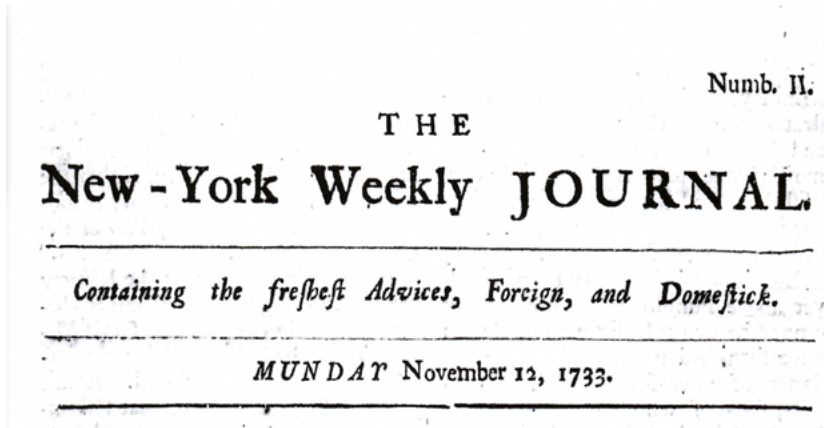 Numb. II.
THE
New-York Weekly JOURNAL.
Containing the freſheſt Advices, Foreign, and Domeſtick.
MUNDAY November 12, 1733.